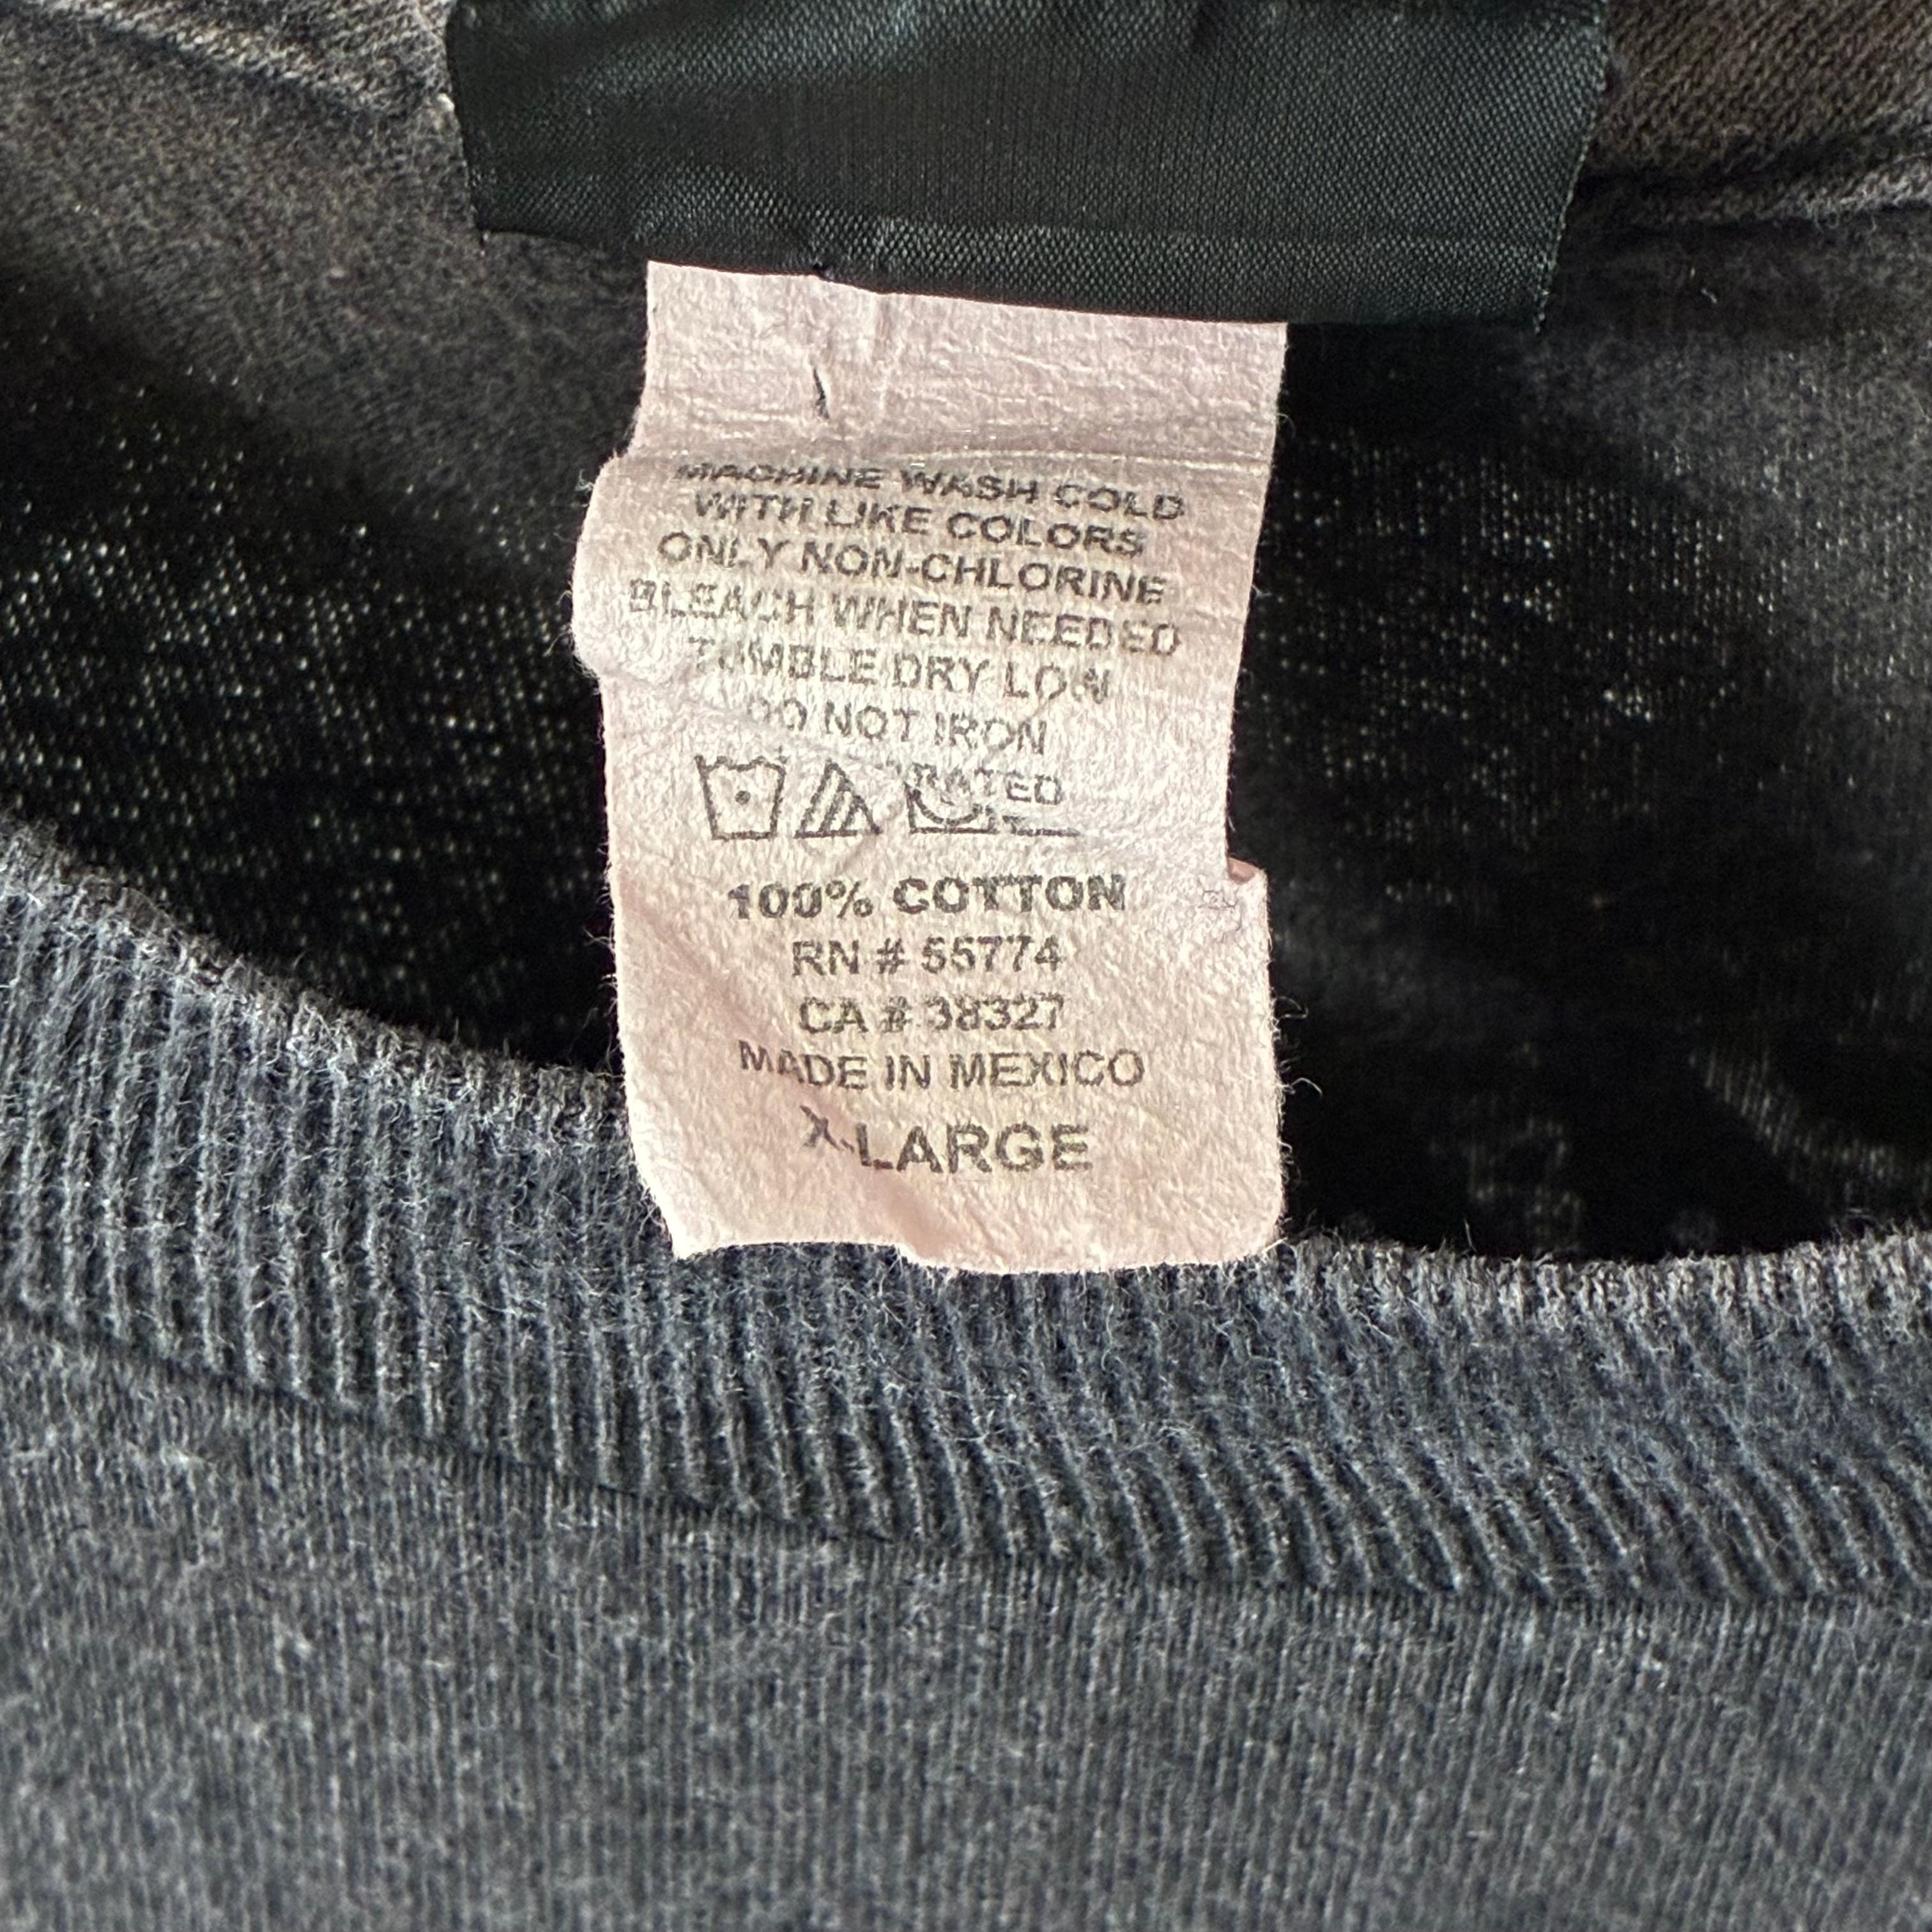 MACHINE WASH COLD
WITH LIKE COLORS
ONLY NON-CHLORINE
BLEACH WHEN NEEDED
TUMBLE DRY LOW
DO NOT IRON
100% COTTON
RN # 55774
CA # 38327
MADE IN MEXICO
X-LARGE